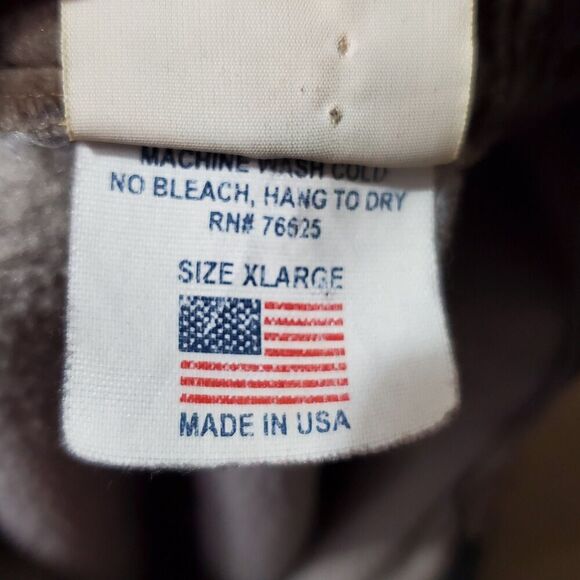 MACHINE WASH COLD
NO BLEACH, HANG TO DRY
RN# 76625
SIZE XLARGE
MADE IN USA